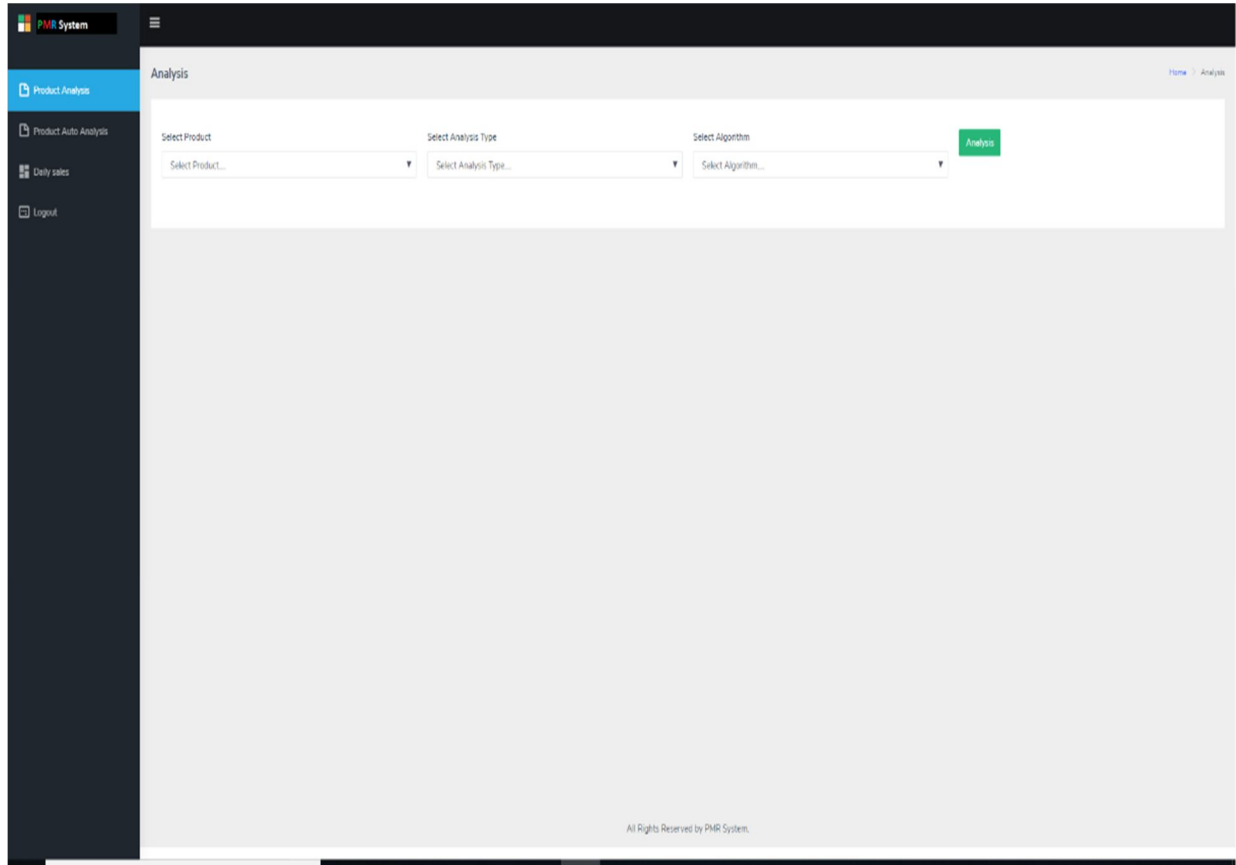 PMR System
Analysis
Home > Analysis
Product Analysis
Product Auto Analysis
Daily sales
Logout
Select Product
Select Analysis Type
Select Algorithm
Select Product...
Select Analysis Type...
Select Algorithm...
Analysis
All Rights Reserved by PMR System.